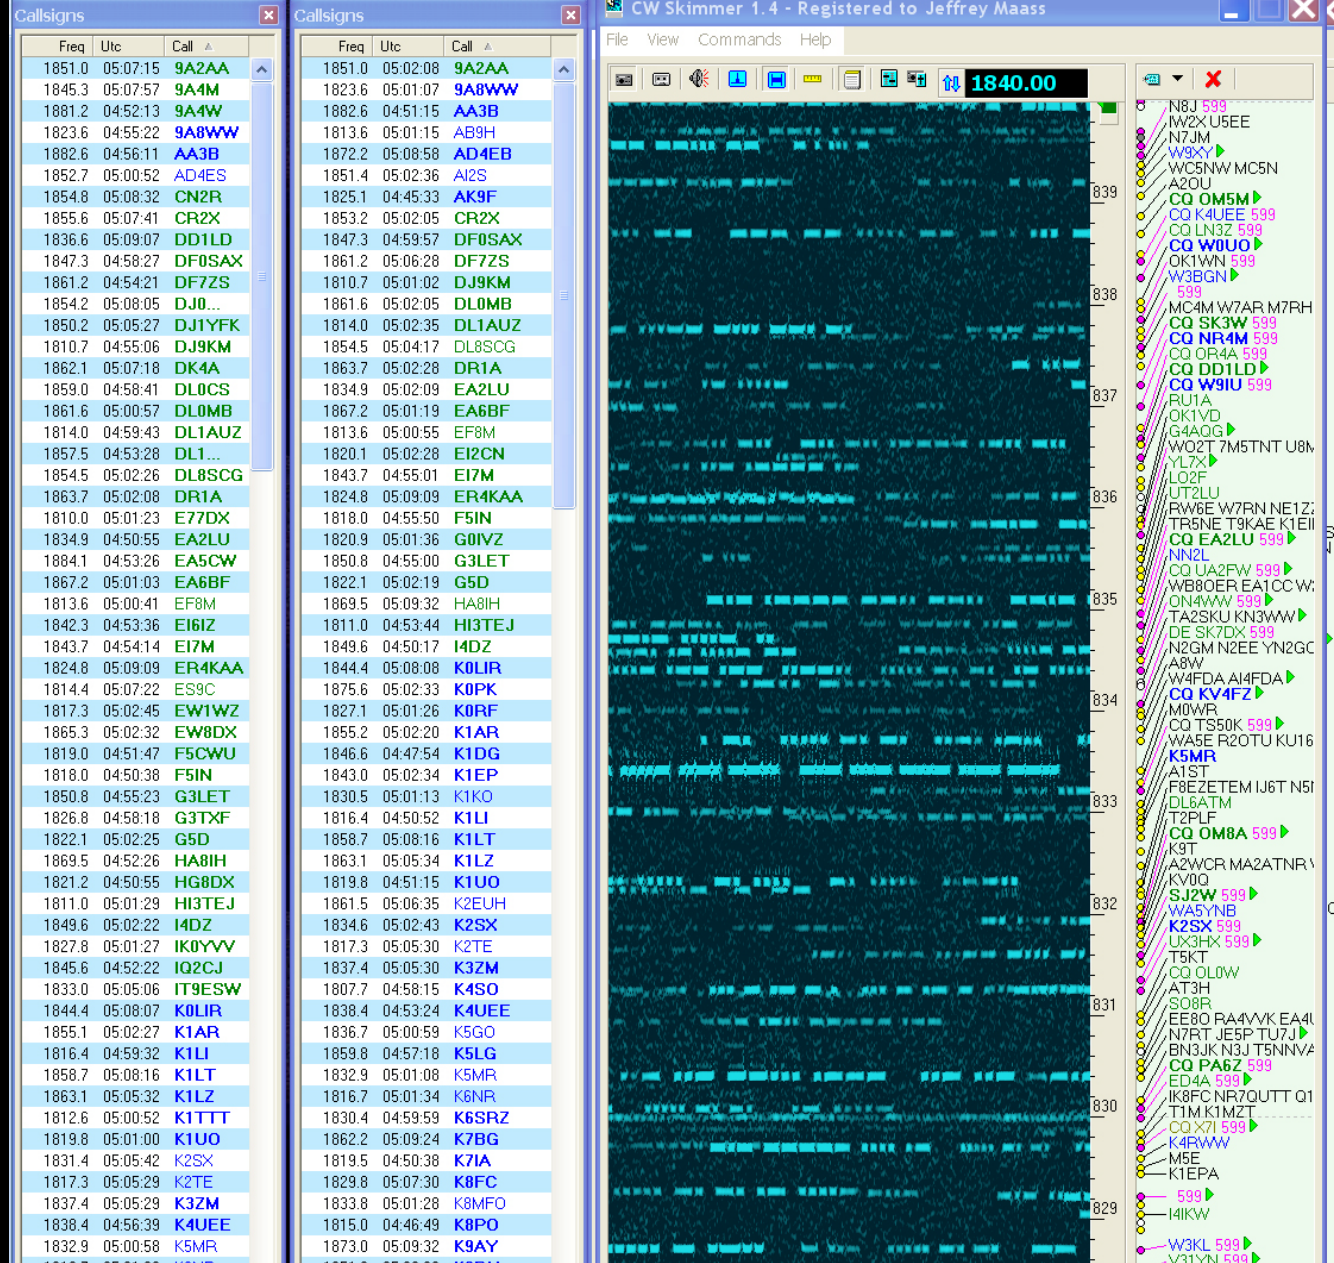 Callsigns
Freq Utc Call
1851.0 05:07:15 9A2AA
1845.3 05:07:57 9A4M
1881.2 04:52:13 9A4W
1823.6 04:55:22 9A8WW
1882.6 04:56:11 AA3B
1852.7 05:00:52 AD4ES
1854.8 05:08:32 CN2R
1855.6 05:07:41 CR2X
1836.6 05:09:07 DD1LD
1847.3 04:58:27 DF0SAX
1861.2 04:54:21 DF7ZS
1854.2 05:08:05 DJ0...
1850.2 05:05:27 DJ1YFK
1810.7 04:55:06 DJ9KM
1862.1 05:07:18 DK4A
1859.0 04:58:41 DL0CS
1861.6 05:00:57 DL0MB
1814.0 04:59:43 DL1AUZ
1857.5 04:53:28 DL1...
1854.5 05:02:26 DL8SCG
1863.7 05:02:08 DR1A
1810.0 05:01:23 E77DX
1834.9 04:50:55 EA2LU
1884.1 04:53:26 EA5CW
1867.2 05:01:03 EA6BF
1813.6 05:00:41 EF8M
1842.3 04:53:36 EI6IZ
1843.7 04:54:14 EI7M
1824.8 05:09:09 ER4KAA
1814.4 05:07:22 ES9C
1817.3 05:02:45 EW1WZ
1865.3 05:02:32 EW8DX
1819.0 04:51:47 F5CWU
1818.0 04:50:38 F5IN
1850.8 04:55:23 G3LET
1826.8 04:58:18 G3TXF
1822.1 05:02:25 G5D
1869.5 04:52:26 HA8IH
1821.2 04:50:55 HG8DX
1811.0 05:01:29 HI3TEJ
1849.6 05:02:22 I4DZ
1827.8 05:01:27 IK0YVV
1845.6 04:52:22 IQ2CJ
1833.0 05:05:06 IT9ESW
1844.4 05:08:07 K0LIR
1855.1 05:02:27 K1AR
1816.4 04:59:32 K1LI
1858.7 05:08:16 K1LT
1863.1 05:05:32 K1LZ
1812.6 05:00:52 K1TTT
1819.8 05:01:00 K1UO
1831.4 05:05:42 K2SX
1817.3 05:05:29 K2TE
1837.4 05:05:29 K3ZM
1838.4 04:56:39 K4UEE
1832.9 05:00:58 K5MR
Callsigns
Freq Utc Call
1851.0 05:02:08 9A2AA
1823.6 05:01:07 9A8WW
1882.6 04:51:15 AA3B
1813.6 05:01:15 AB9H
1872.2 05:08:58 AD4EB
1851.4 05:02:36 AI2S
1825.1 04:45:33 AK9F
1853.2 05:02:05 CR2X
1847.3 04:59:57 DF0SAX
1861.2 05:06:28 DF7ZS
1810.7 05:01:02 DJ9KM
1861.6 05:02:05 DL0MB
1814.0 05:02:35 DL1AUZ
1854.5 05:04:17 DL8SCG
1863.7 05:02:28 DR1A
1834.9 05:02:09 EA2LU
1867.2 05:01:19 EA6BF
1813.6 05:00:55 EF8M
1820.1 05:02:28 EI2CN
1843.7 04:55:01 EI7M
1824.8 05:09:09 ER4KAA
1818.0 04:55:50 F5IN
1820.9 05:01:36 G0IVZ
1850.8 04:55:00 G3LET
1822.1 05:02:19 G5D
1869.5 05:09:32 HA8IH
1811.0 04:53:44 HI3TEJ
1849.6 04:50:17 I4DZ
1844.4 05:08:08 K0LIR
1875.6 05:02:33 K0PK
1827.1 05:01:26 K0RF
1855.2 05:02:20 K1AR
1846.6 04:47:54 K1DG
1843.0 05:02:34 K1EP
1830.5 05:01:13 K1KO
1816.4 04:50:52 K1LI
1858.7 05:08:16 K1LT
1863.1 05:05:34 K1LZ
1819.8 04:51:15 K1UO
1861.5 05:06:35 K2EUH
1834.6 05:02:43 K2SX
1817.3 05:05:30 K2TE
1837.4 05:05:30 K3ZM
1807.7 04:58:15 K4SO
1838.4 04:53:24 K4UEE
1836.7 05:00:59 K5GO
1859.8 04:57:18 K5LG
1832.9 05:01:08 K5MR
1816.7 05:01:34 K6NR
1830.4 04:59:59 K6SRZ
1862.2 05:09:24 K7BG
1819.5 04:50:36 K7IA
1829.8 05:07:30 K8FC
1833.8 05:01:28 K8MFO
1815.0 04:46:49 K8PO
1873.0 05:09:32 K9AY
CW Skimmer 1.4 - Registered to Jeffrey Maass
File View Commands Help
1840.00
839
838
837
836
835
834
833
832
831
830
829
N8J 599
IW2X U5EE
N7JM
W9XY
WC5NW MC5N
A2OU
CQ OM5M
CQ K4UEE 599
CQ LN3Z 599
CQ W0UO
OK1WN 599
W3BGN
599
MC4M W7AR M7RH
CQ SK3W 599
CQ NR4M 599
CQ OR4A 599
CQ DD1LD
CQ W9IU 599
RU1A
OK1VD
G4AQG
WO2T 7M5TNT U8M
YL7X
LO2F
UT2LU
RW6E W7RN NE1ZZ
TR5NE T9KAE K1EII
CQ EA2LU 599
NN2L
CQ UA2FW 599
WB8OER EA1CC W
ON4WW 599
TA2SKU KN3WW
DE SK7DX 599
N2GM N2EE YN2GC
A8W
W4FDA AI4FDA
CQ KV4FZ
M0WR
CQ TS50K 599
WA5E R2OTU KU16
K5MR
A1ST
F8EZETEM IJ6T N5
DL6ATM
T2PLF
CQ OM8A 599
K9T
A2WCR MA2ATNR
KV0Q
SJ2W 599
WA5YNB
K2SX 599
UX3HX 599
T5KT
CQ OL0W
AT3H
SO8R
EE8O RA4VVK EA4
N7RT JE5P TU7J
BN3JK N3J T5NNVA
CQ PA6Z 599
ED4A 599
IK8FC NR7QUTT Q1
T1M K1MZT
CQ X7I 599
K4RWW
M5E
K1EPA
599
I4IKW
W3KL 599
V31YN 599